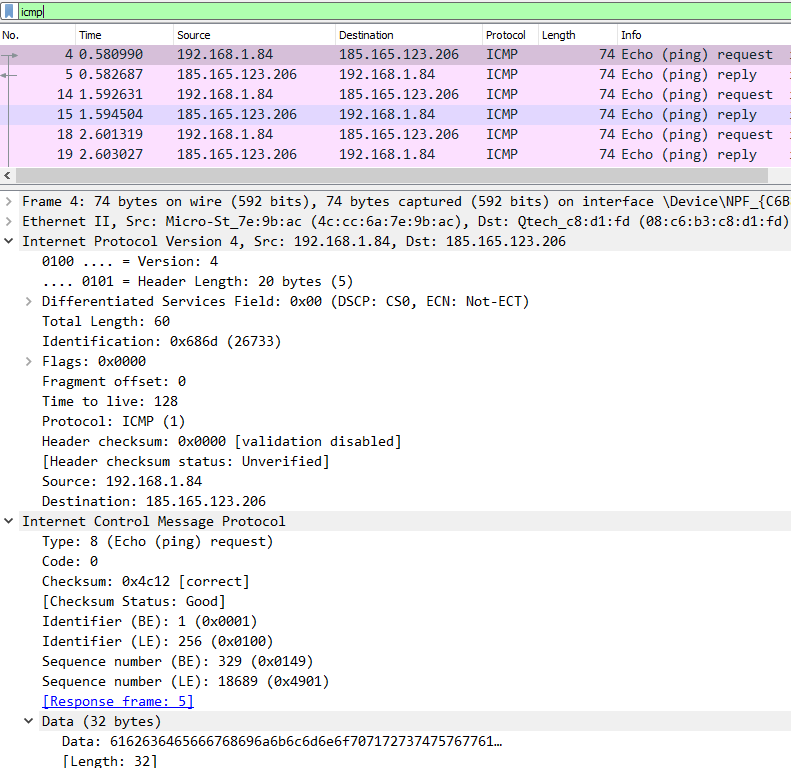 icmp
No. Time Source Destination Protocol Length Info
4 0.580990 192.168.1.84 185.165.123.206 ICMP 74 Echo (ping) request
5 0.582687 185.165.123.206 192.168.1.84 ICMP 74 Echo (ping) reply
14 1.592631 192.168.1.84 185.165.123.206 ICMP 74 Echo (ping) request
15 1.594504 185.165.123.206 192.168.1.84 ICMP 74 Echo (ping) reply
18 2.601319 192.168.1.84 185.165.123.206 ICMP 74 Echo (ping) request
19 2.603027 185.165.123.206 192.168.1.84 ICMP 74 Echo (ping) reply
Frame 4: 74 bytes on wire (592 bits), 74 bytes captured (592 bits) on interface \Device\NPF_{C6B
Ethernet II, Src: Micro-St_7e:9b:ac (4c:cc:6a:7e:9b:ac), Dst: Qtech_c8:d1:fd (08:c6:b3:c8:d1:fd)
Internet Protocol Version 4, Src: 192.168.1.84, Dst: 185.165.123.206
0100 .... = Version: 4
.... 0101 = Header Length: 20 bytes (5)
Differentiated Services Field: 0x00 (DSCP: CS0, ECN: Not-ECT)
Total Length: 60
Identification: 0x686d (26733)
Flags: 0x0000
Fragment offset: 0
Time to live: 128
Protocol: ICMP (1)
Header checksum: 0x0000 [validation disabled]
[Header checksum status: Unverified]
Source: 192.168.1.84
Destination: 185.165.123.206
Internet Control Message Protocol
Type: 8 (Echo (ping) request)
Code: 0
Checksum: 0x4c12 [correct]
[Checksum Status: Good]
Identifier (BE): 1 (0x0001)
Identifier (LE): 256 (0x0100)
Sequence number (BE): 329 (0x0149)
Sequence number (LE): 18689 (0x4901)
[Response frame: 5]
Data (32 bytes)
Data: 6162636465666768696a6b6c6d6e6f707172737475767761…
[Length: 32]